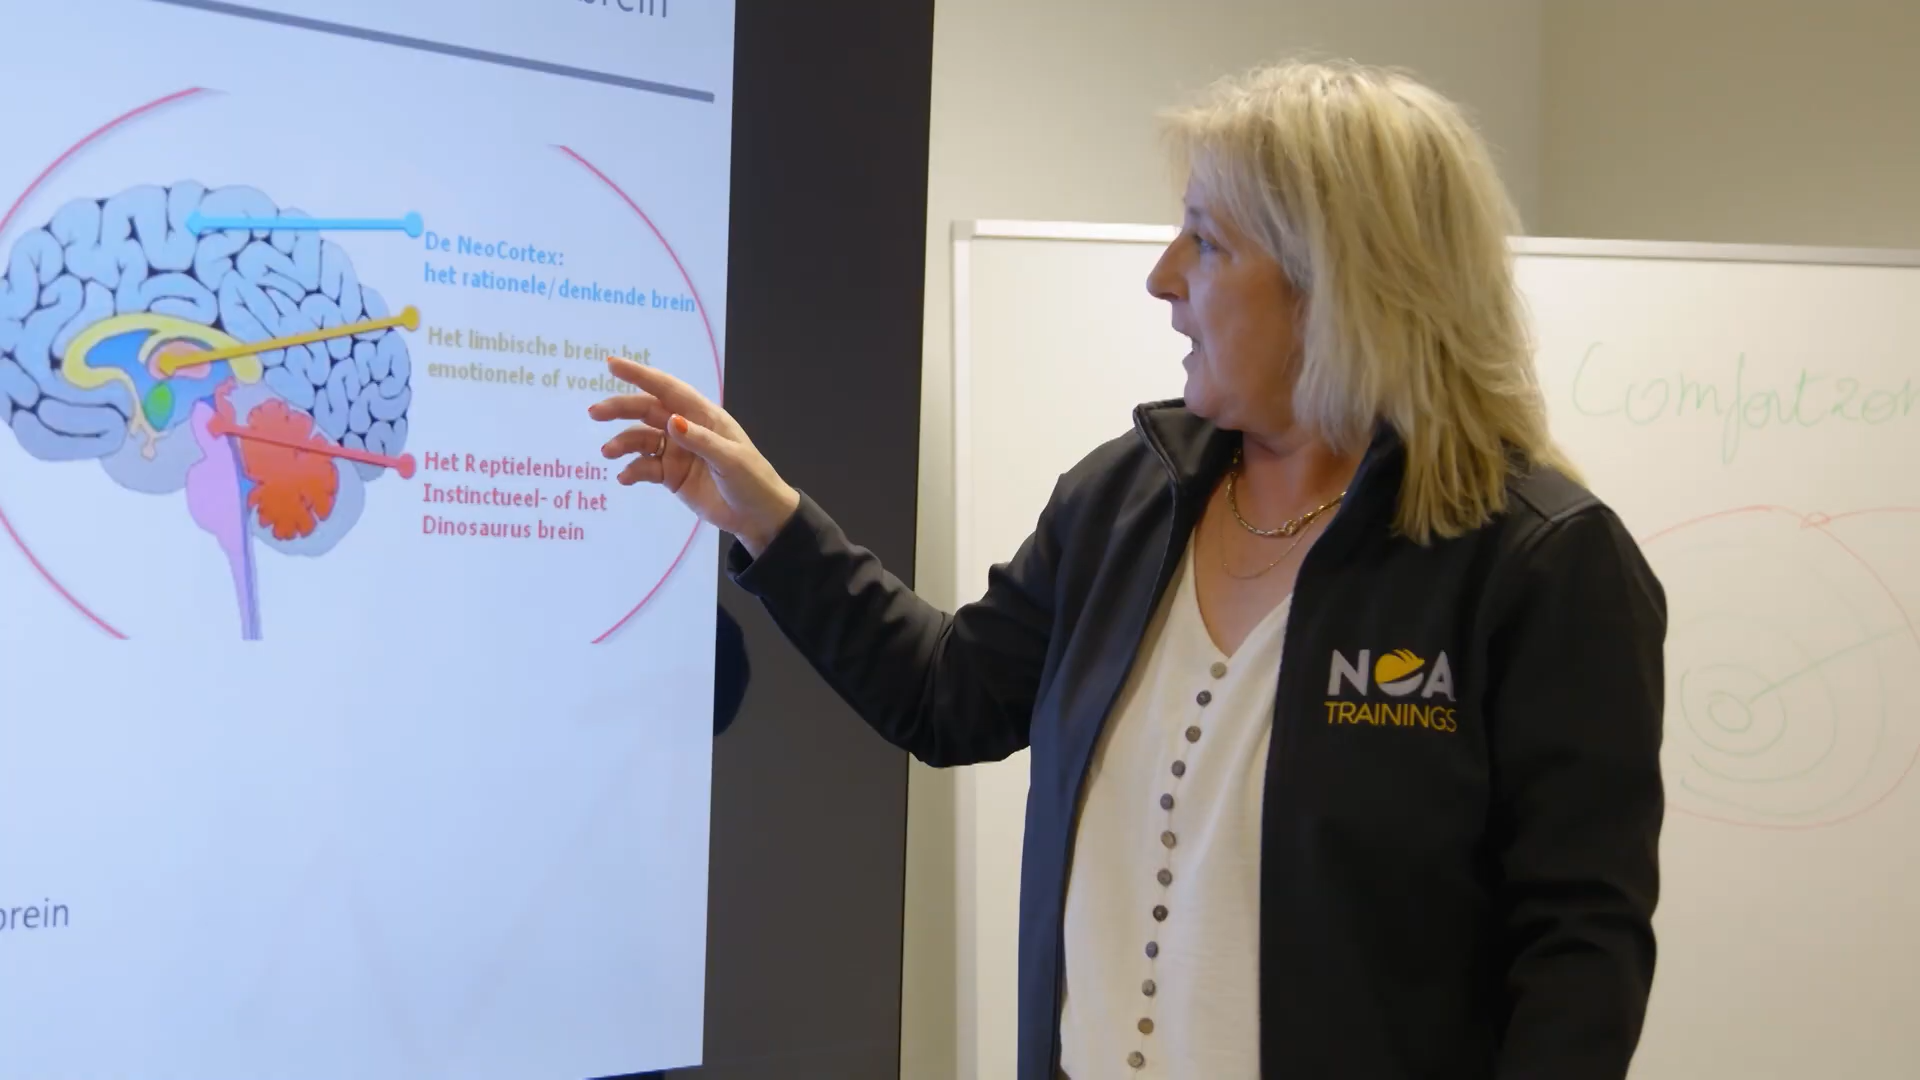 brein
De NeoCortex:
het rationele/denkende brein
Het limbische brein: het
emotionele of voelden
Het Reptielenbrein:
Instinctueel- of het
Dinosaurus brein
brein
Comfortzon
NOA
TRAININGS